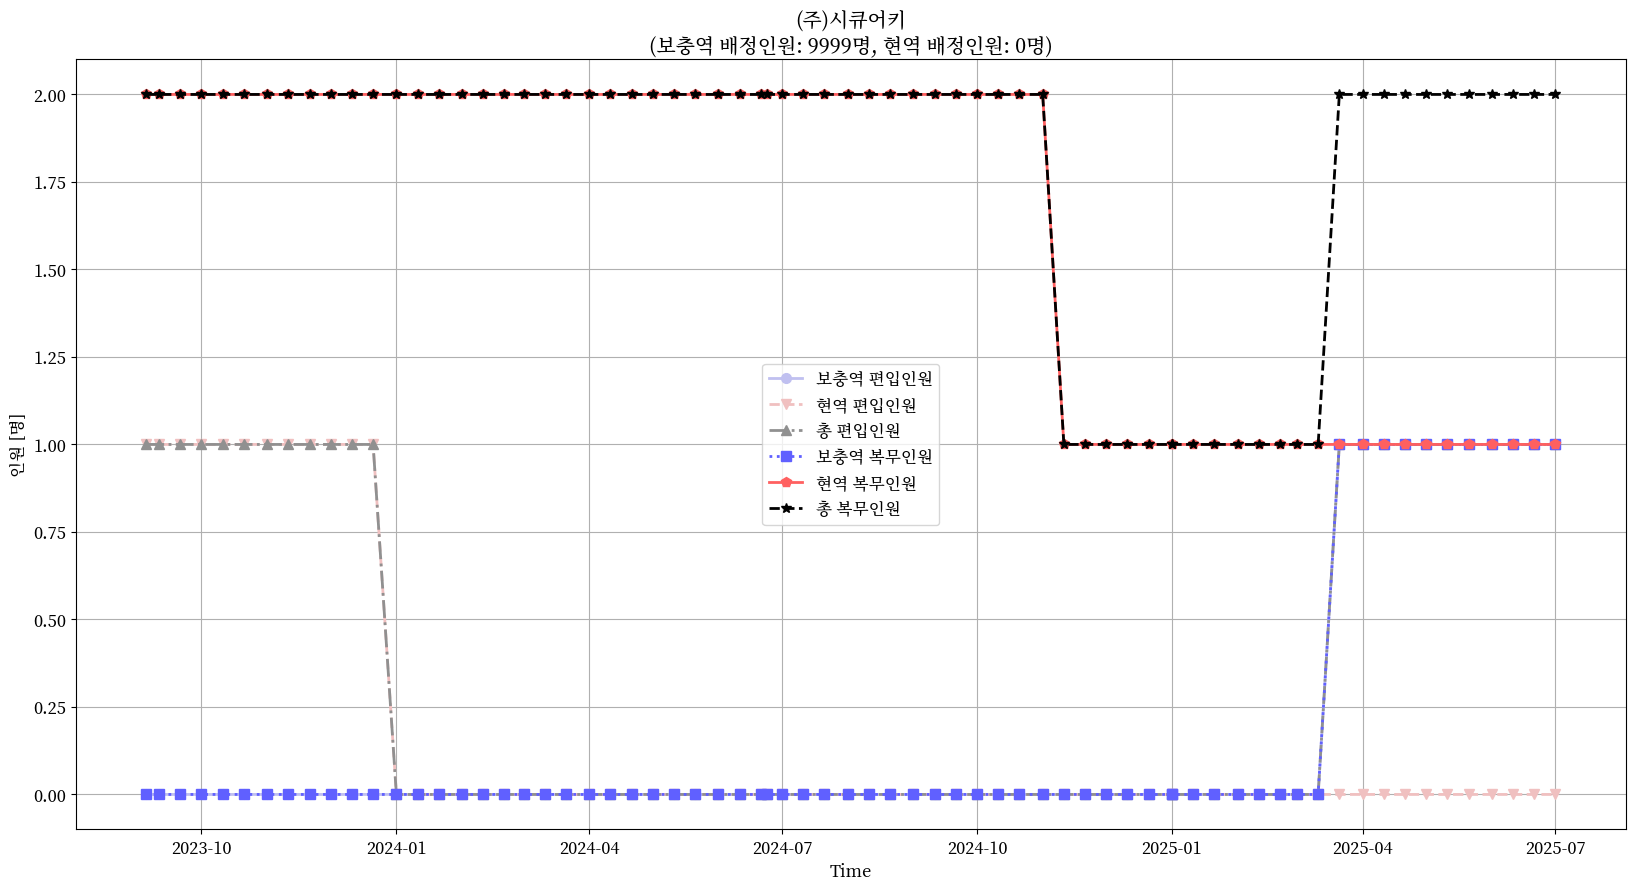 (주)시큐어키
(보충역 배정인원: 9999명, 현역 배정인원: 0명)
인원 [명]
2.00
1.75
1.50
1.25
1.00
0.75
0.50
0.25
0.00
보충역 편입인원
현역 편입인원
총 편입인원
보충역 복무인원
현역 복무인원
총 복무인원
2023-10
2024-01
2024-04
2024-07
2024-10
2025-01
2025-04
2025-07
Time